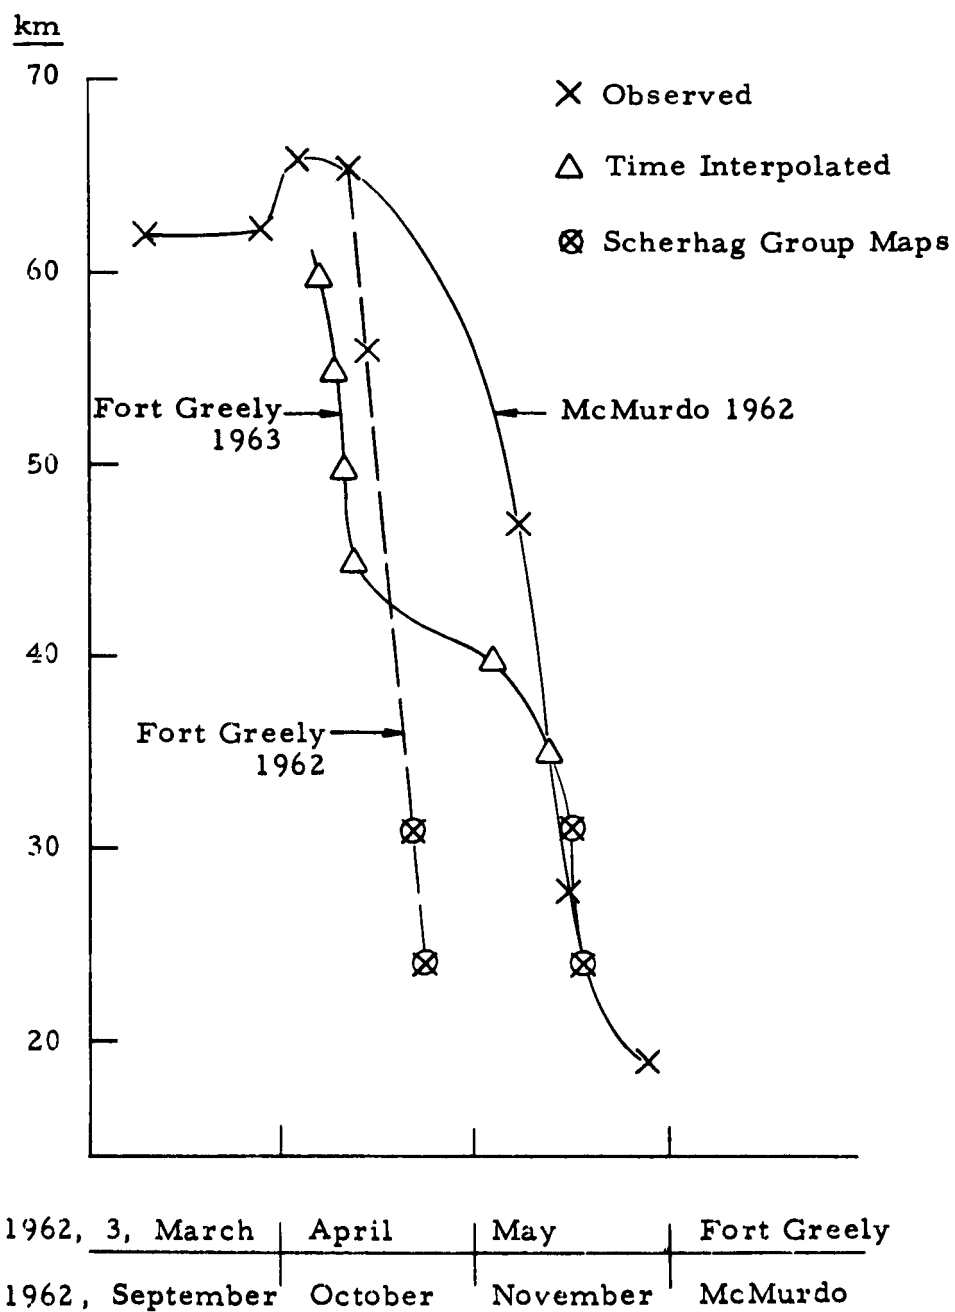 km
70
× Observed
△ Time Interpolated
⊗ Scherhag Group Maps
60
Fort Greely
1963
McMurdo 1962
50
40
Fort Greely
1962
30
20
1962, 3, March | April | May | Fort Greely
1962, September | October | November | McMurdo